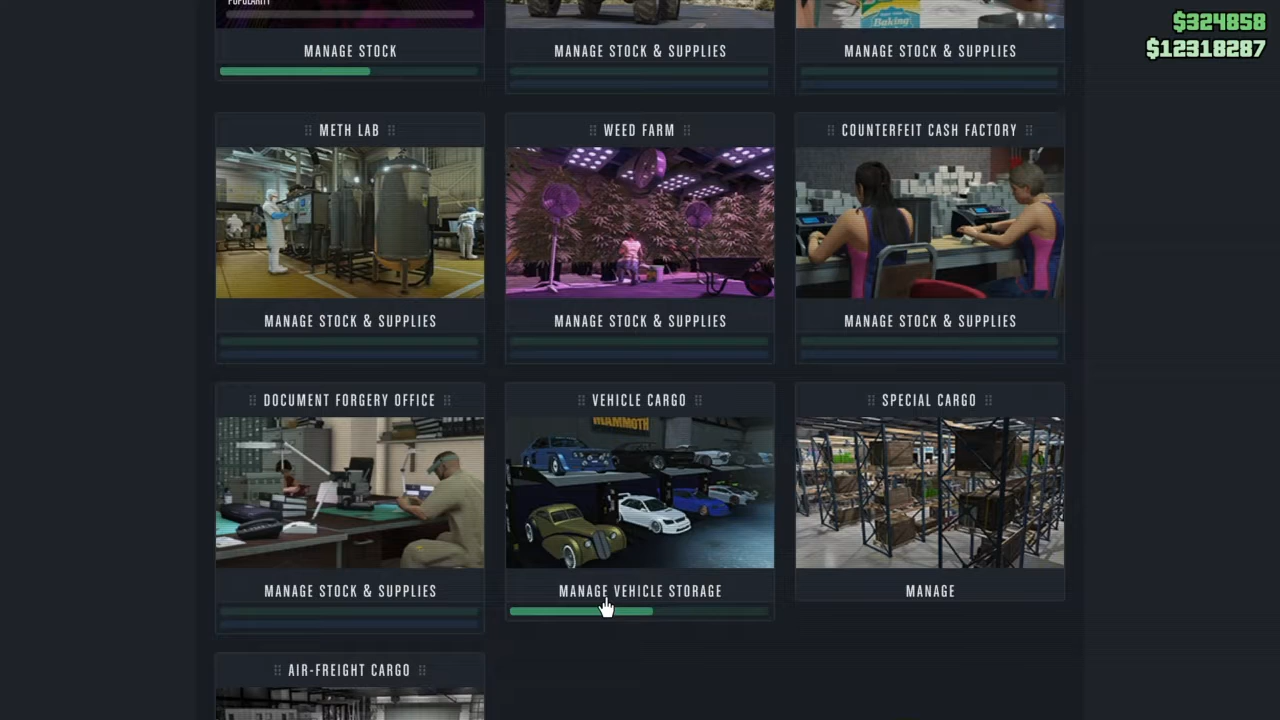 POPULARITY
$324858
$12318287
MANAGE STOCK
MANAGE STOCK & SUPPLIES
MANAGE STOCK & SUPPLIES
Baking
METH LAB
WEED FARM
COUNTERFEIT CASH FACTORY
MANAGE STOCK & SUPPLIES
MANAGE STOCK & SUPPLIES
MANAGE STOCK & SUPPLIES
DOCUMENT FORGERY OFFICE
VEHICLE CARGO
SPECIAL CARGO
MAMMOTH
MANAGE STOCK & SUPPLIES
MANAGE VEHICLE STORAGE
MANAGE
AIR-FREIGHT CARGO